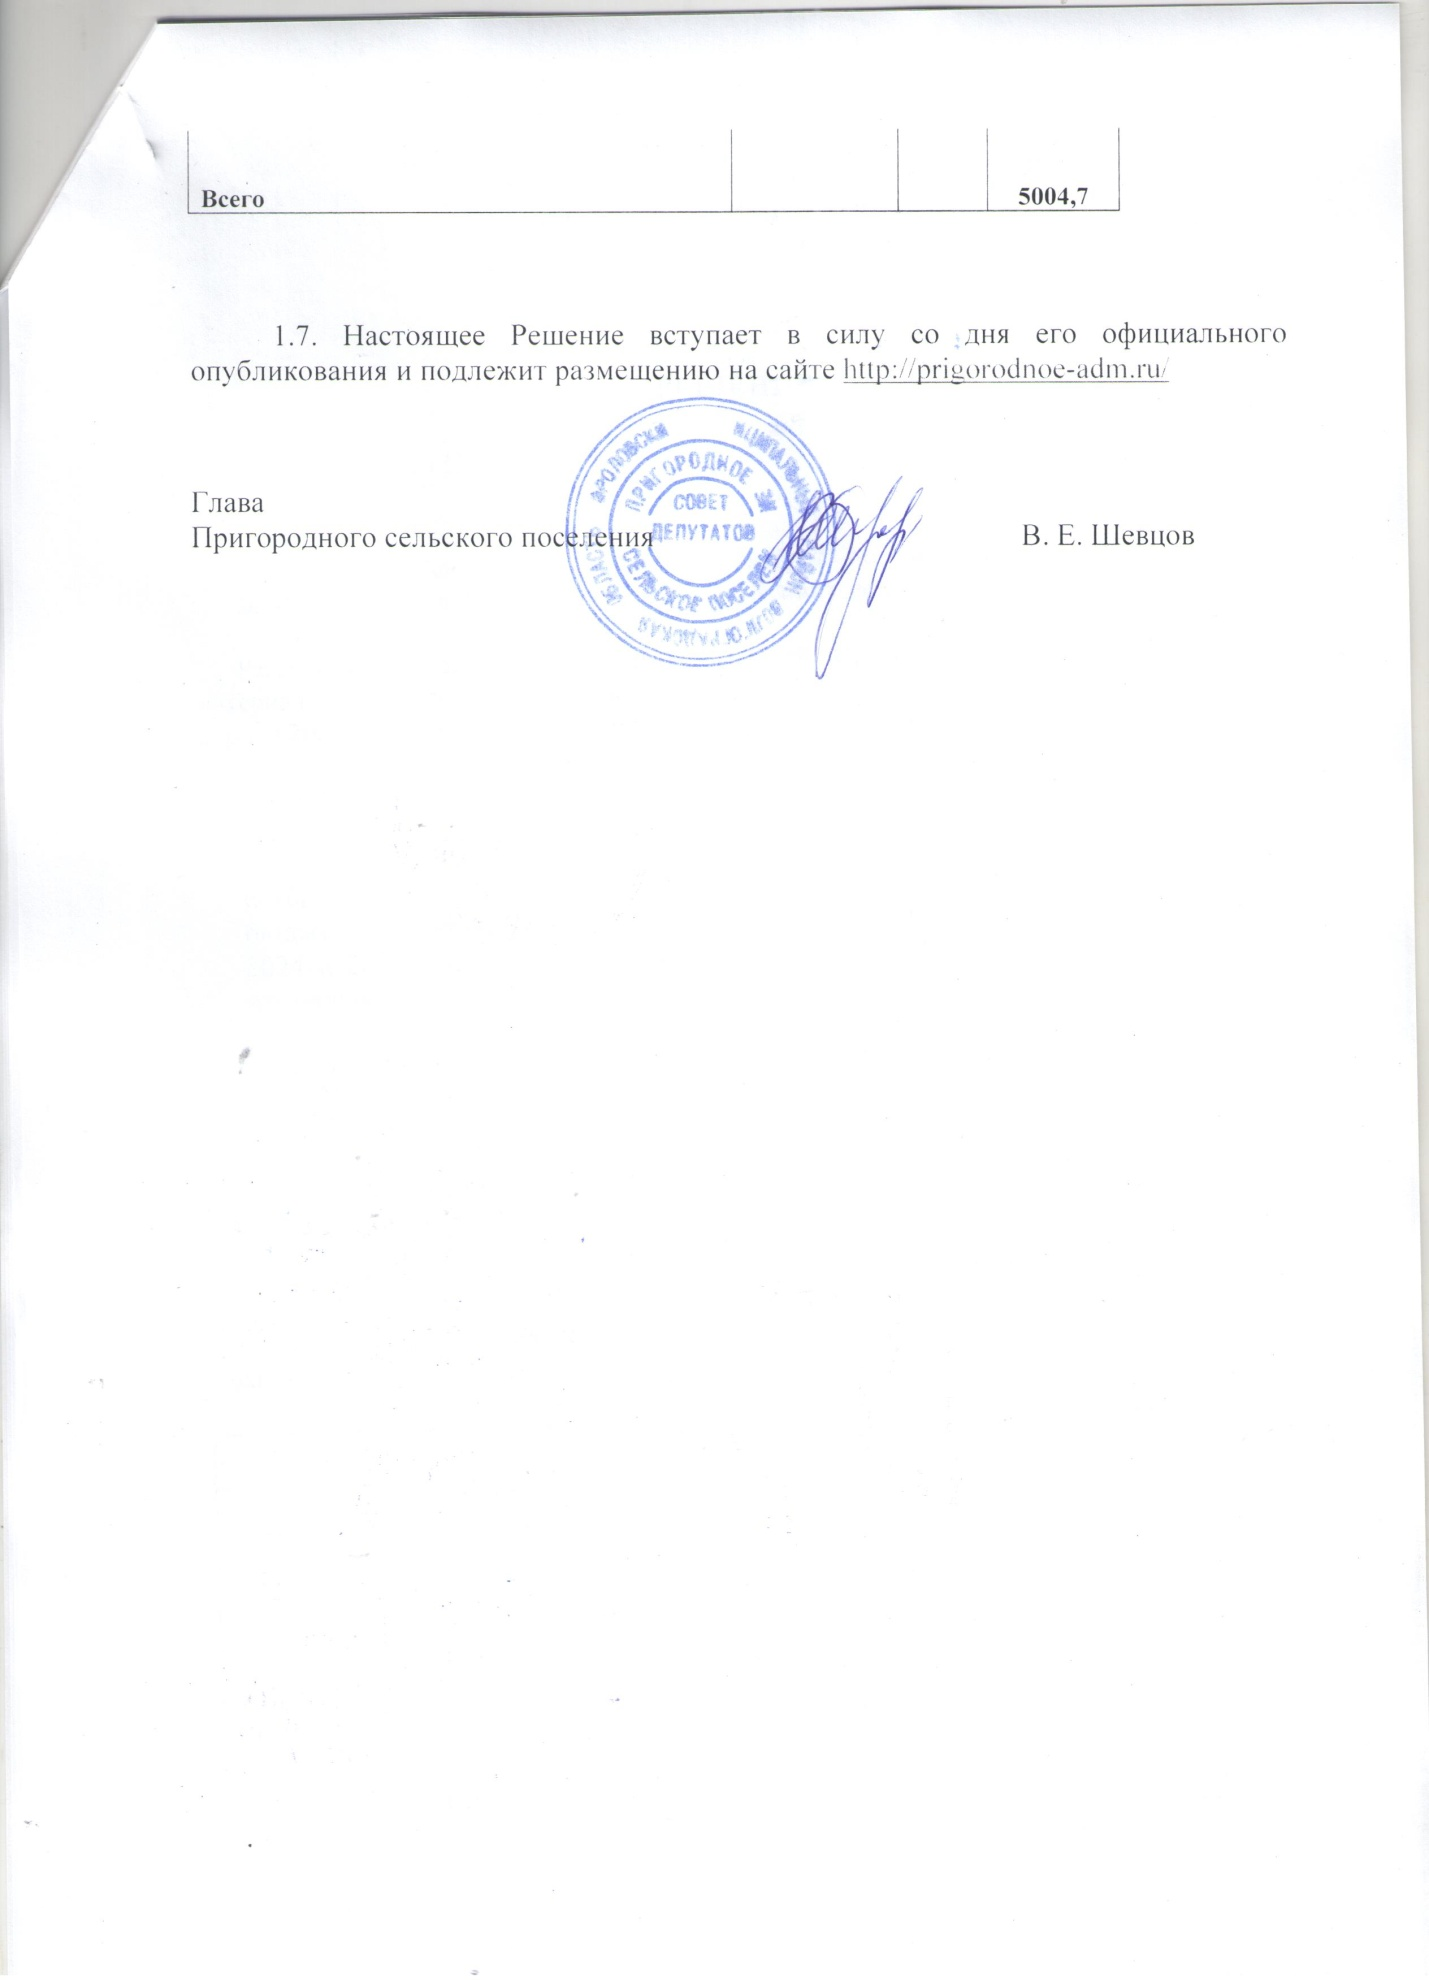 Всего 5004,7
1.7. Настоящее Решение вступает в силу со дня его официального
опубликования и подлежит размещению на сайте http://prigorodnoe-adm.ru/
Глава
Пригородного сельского поселения В. Е. Шевцов
ПРИГОРОДНОЕ
СОВЕТ
ДЕПУТАТОВ
СЕЛЬСКОЕ